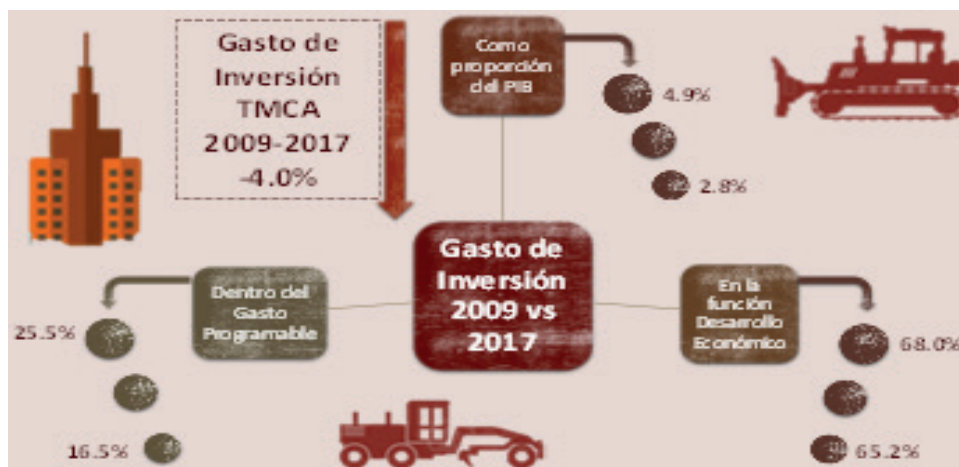 Gasto de
Inversión
TMCA
2009-2017
-4.0%
Como
proporción
del PIB
4.9%
2.8%
Gasto de
Inversión
2009 vs
2017
Dentro del
Gasto
Programable
25.5%
16.5%
En la
función
Desarrollo
Económico
68.0%
65.2%